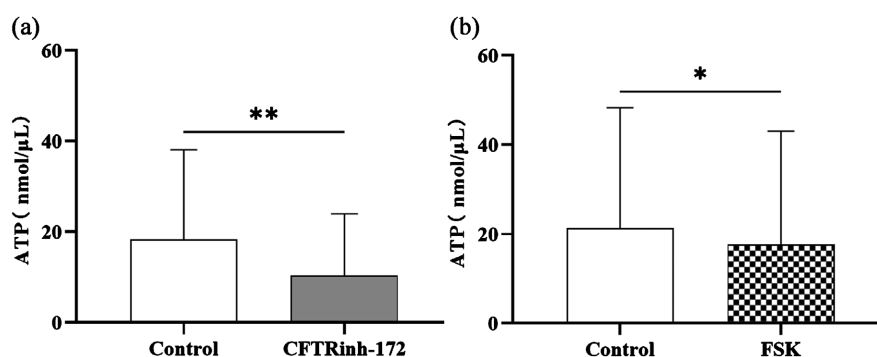 (a)
60
40
20
0
ATP( nmol/μL)
**
Control CFTRinh-172
(b)
60
40
20
0
ATP( nmol/μL)
*
Control FSK